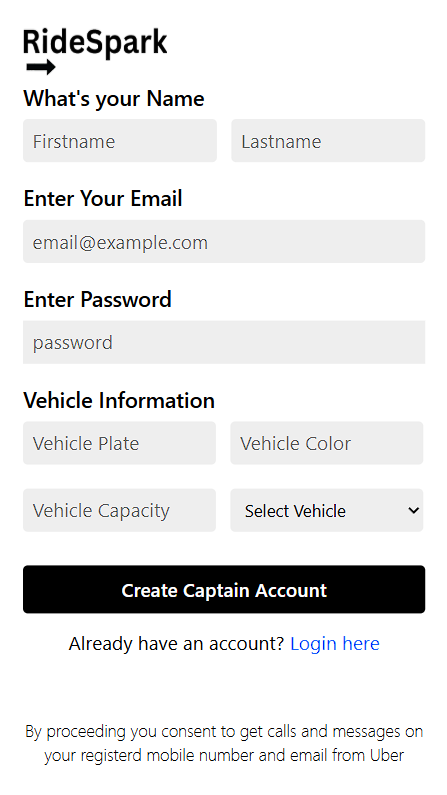 RideSpark
What's your Name
Firstname Lastname
Enter Your Email
email@example.com
Enter Password
password
Vehicle Information
Vehicle Plate Vehicle Color
Vehicle Capacity Select Vehicle
Create Captain Account
Already have an account? Login here
By proceeding you consent to get calls and messages on
your registerd mobile number and email from Uber